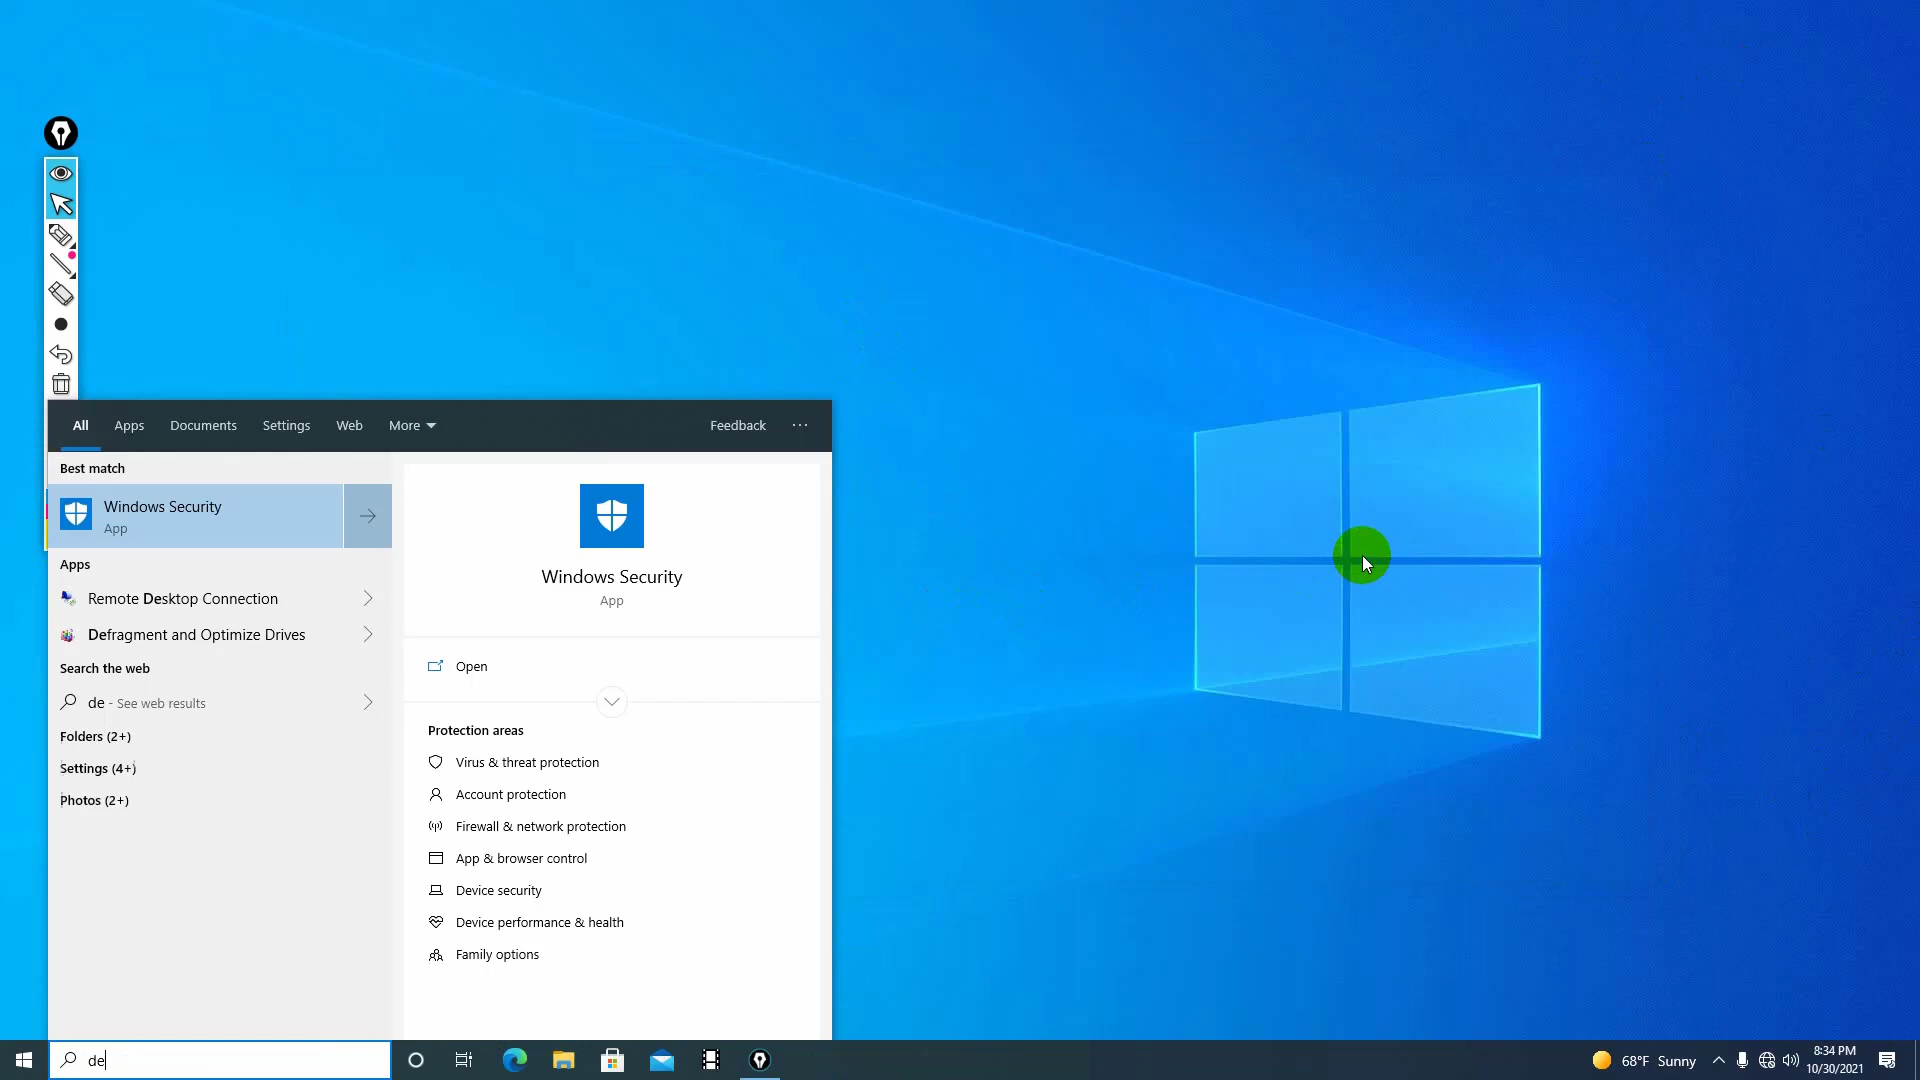 All Apps Documents Settings Web More Feedback ...
Best match
Windows Security
App
Apps
Remote Desktop Connection
Defragment and Optimize Drives
Search the web
de - See web results
Folders (2+)
Settings (4+)
Photos (2+)
Windows Security
App
Open
Protection areas
Virus & threat protection
Account protection
Firewall & network protection
App & browser control
Device security
Device performance & health
Family options
de
68°F Sunny
8:34 PM
10/30/2021